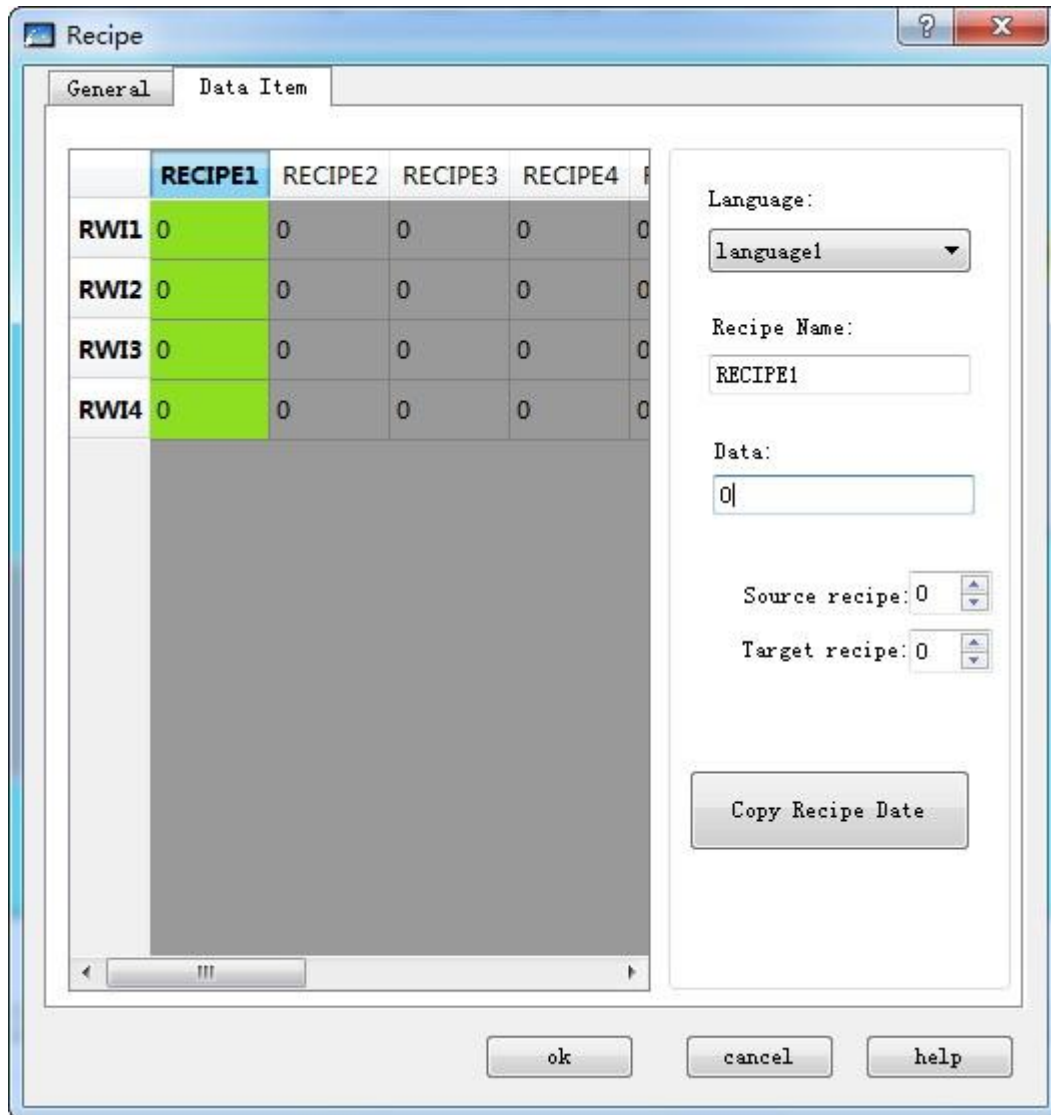 Recipe
General Data Item
RECIPE1 RECIPE2 RECIPE3 RECIPE4
RWI1 0 0 0 0 0
RWI2 0 0 0 0 0
RWI3 0 0 0 0 0
RWI4 0 0 0 0 0
Language:
language1
Recipe Name:
RECIPE1
Data:
0
Source recipe: 0
Target recipe: 0
Copy Recipe Date
ok cancel help